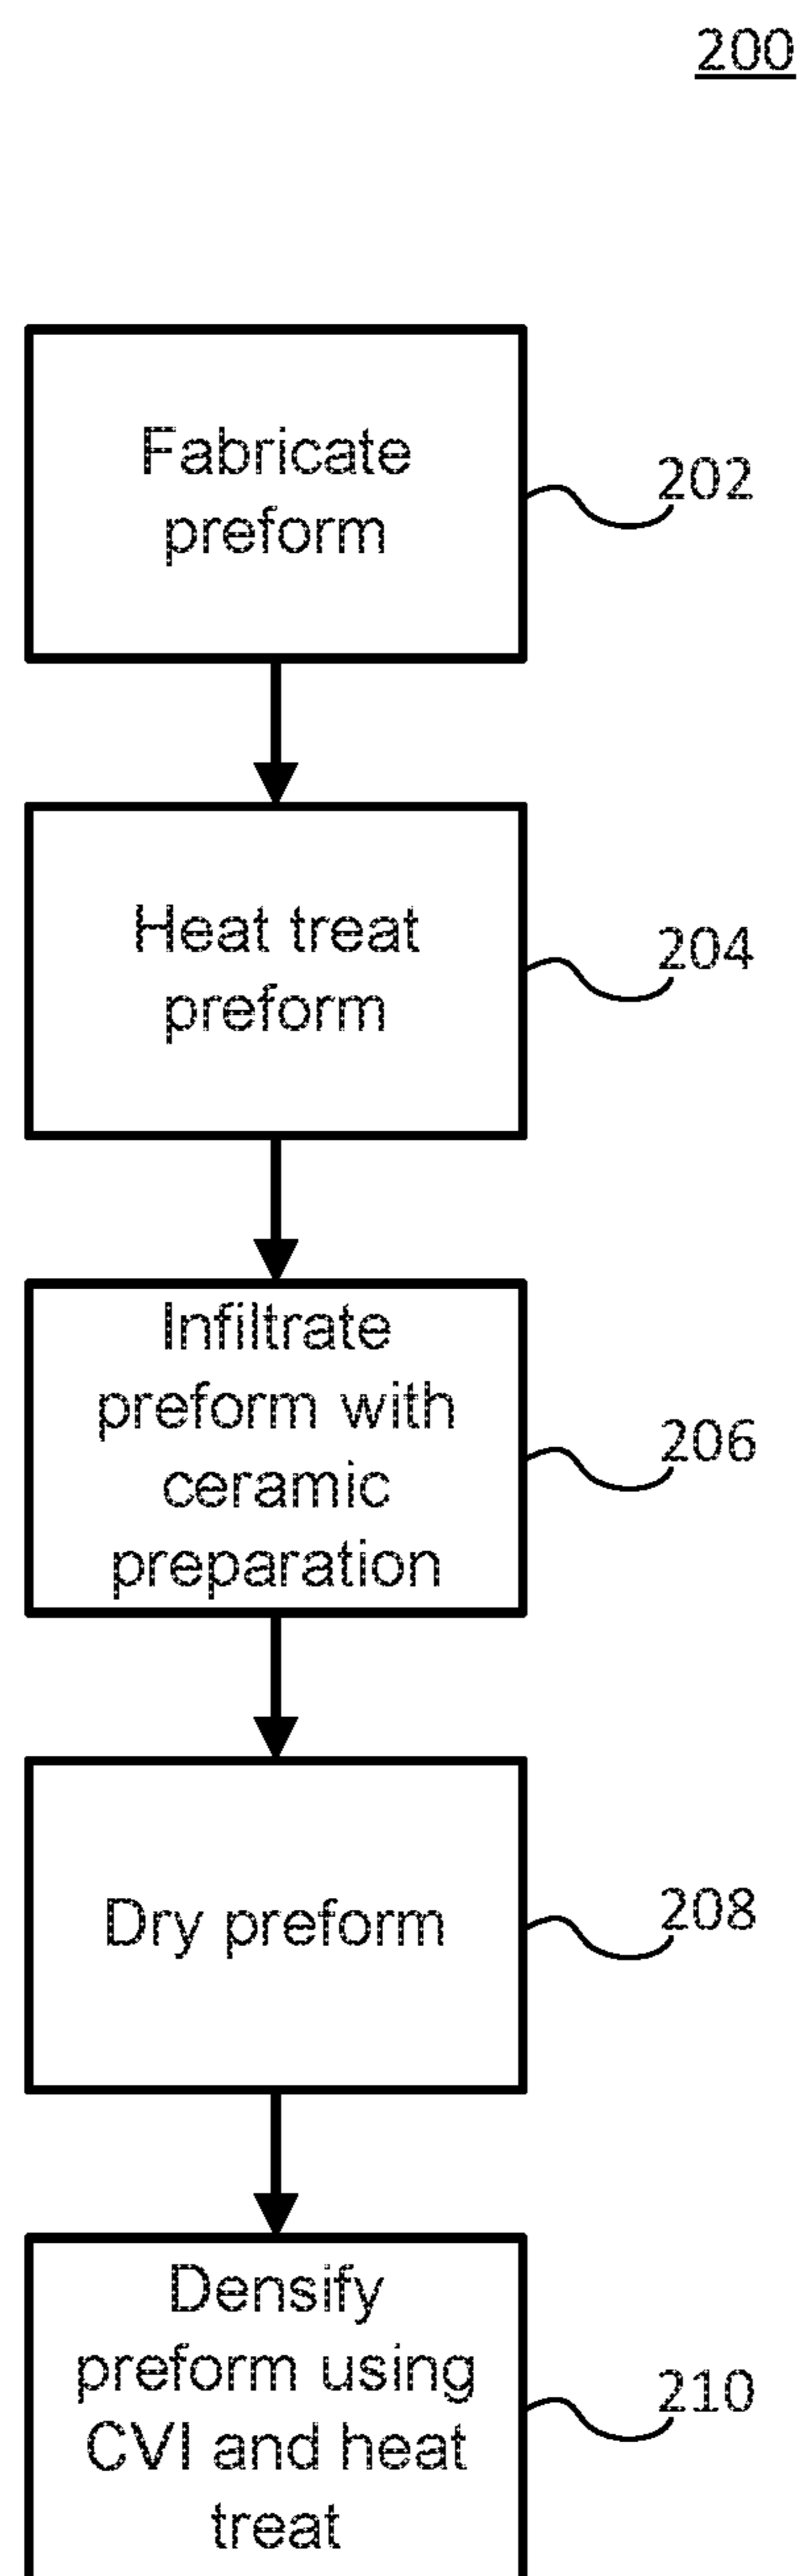 200
Fabricate
preform
202
Heat treat
preform
204
Infiltrate
preform with
ceramic
preparation
206
Dry preform
208
Densify
preform using
CVI and heat
treat
210